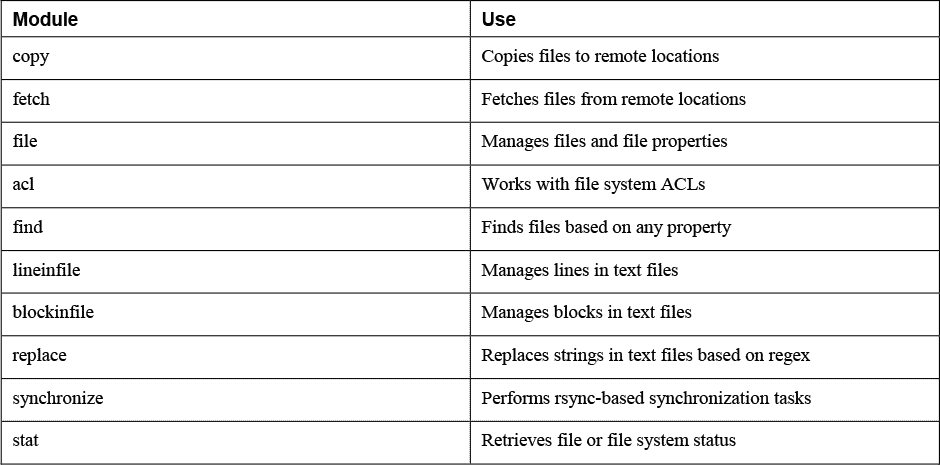 Module Use
copy Copies files to remote locations
fetch Fetches files from remote locations
file Manages files and file properties
acl Works with file system ACLs
find Finds files based on any property
lineinfile Manages lines in text files
blockinfile Manages blocks in text files
replace Replaces strings in text files based on regex
synchronize Performs rsync-based synchronization tasks
stat Retrieves file or file system status